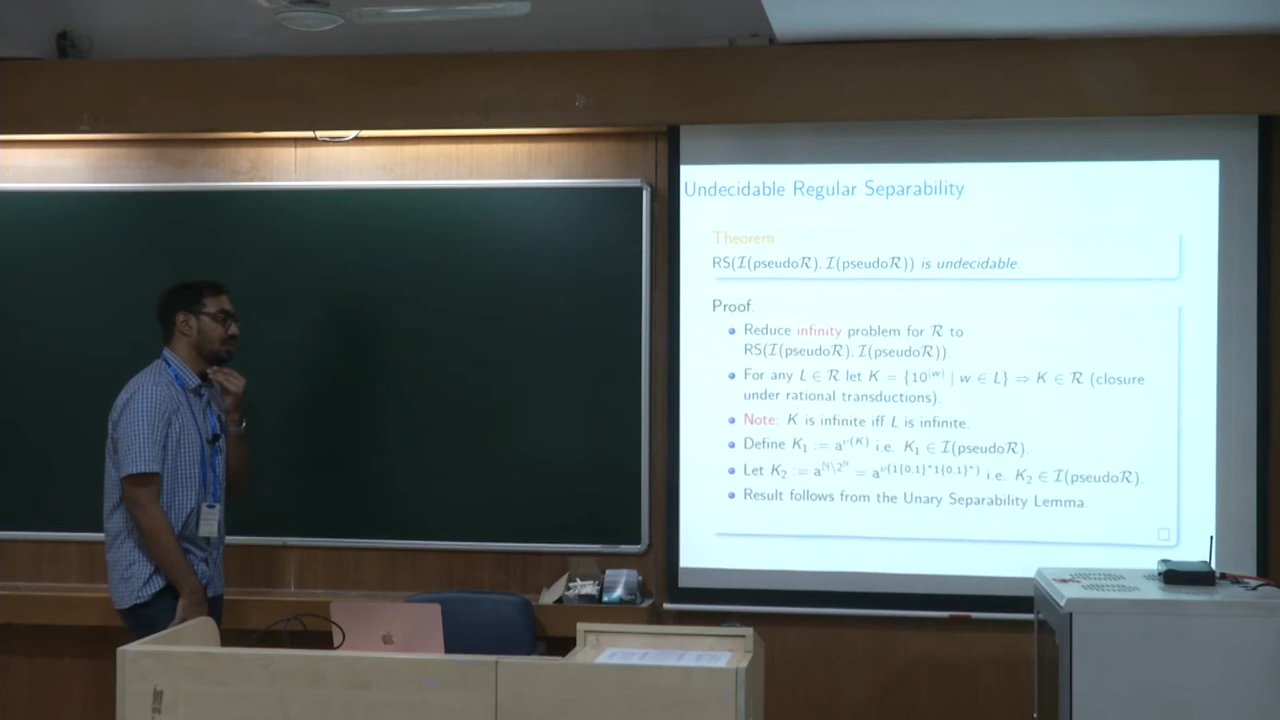 Undecidable Regular Separability
Theorem
RS(𝓘(pseudo𝓡), 𝓘(pseudo𝓡)) is undecidable.
Proof.
Reduce infinity problem for 𝓡 to
RS(𝓘(pseudo𝓡), 𝓘(pseudo𝓡)).
For any L ∈ 𝓡 let K = {10^{|w|} | w ∈ L} ⇒ K ∈ 𝓡 (closure
under rational transductions).
Note: K is infinite iff L is infinite.
Define K₁ := a^{ν(K)} i.e. K₁ ∈ 𝓘(pseudo𝓡).
Let K₂ := a^{ℕ\2^ℕ} = a^{ν(1{0,1}*1{0,1}*)} i.e. K₂ ∈ 𝓘(pseudo𝓡).
Result follows from the Unary Separability Lemma.